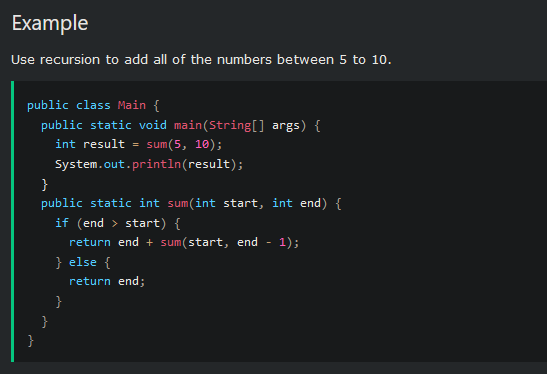 Example
Use recursion to add all of the numbers between 5 to 10.
public class Main {
  public static void main(String[] args) {
    int result = sum(5, 10);
    System.out.println(result);
  }
  public static int sum(int start, int end) {
    if (end > start) {
      return end + sum(start, end - 1);
    } else {
      return end;
    }
  }
}